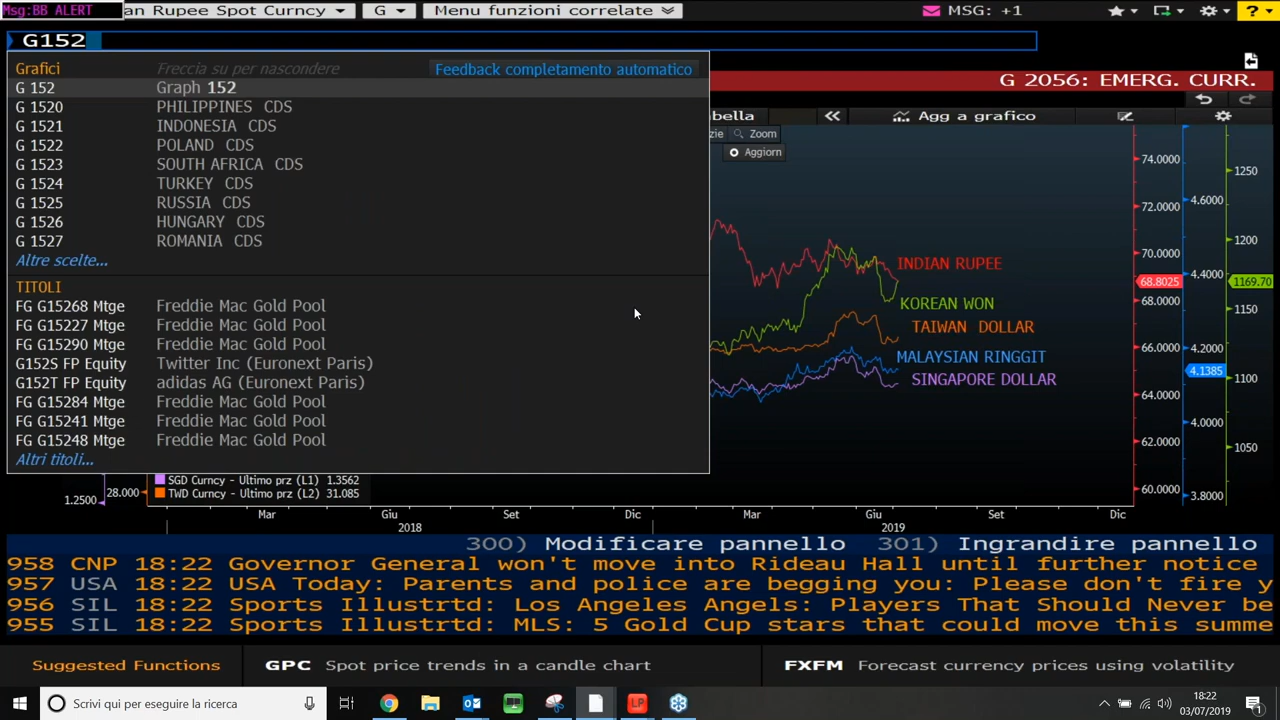 Msg:BB ALERT an Rupee Spot Curncy G Menu funzioni correlate MSG: +1 ?
G152
Grafici Freccia su per nascondere Feedback completamento automatico
G 2056: EMERG. CURR.
G 152 Graph 152
G 1520 PHILIPPINES CDS
G 1521 INDONESIA CDS
G 1522 POLAND CDS
G 1523 SOUTH AFRICA CDS
G 1524 TURKEY CDS
G 1525 RUSSIA CDS
G 1526 HUNGARY CDS
G 1527 ROMANIA CDS
Altre scelte...
TITOLI
FG G15268 Mtge Freddie Mac Gold Pool
FG G15227 Mtge Freddie Mac Gold Pool
FG G15290 Mtge Freddie Mac Gold Pool
G152S FP Equity Twitter Inc (Euronext Paris)
G152T FP Equity adidas AG (Euronext Paris)
FG G15284 Mtge Freddie Mac Gold Pool
FG G15241 Mtge Freddie Mac Gold Pool
FG G15248 Mtge Freddie Mac Gold Pool
Altri titoli...
bella « Agg a grafico
zie Zoom
Aggiorn
INDIAN RUPEE
KOREAN WON
TAIWAN DOLLAR
MALAYSIAN RINGGIT
SINGAPORE DOLLAR
74.0000
72.0000
70.0000
68.8025
68.0000
66.0000
64.0000
62.0000
60.0000
4.6000
4.4000
4.2000
4.1385
4.0000
3.8000
1250
1200
1169.70
1150
1100
1050
SGD Curncy - Ultimo prz (L1) 1.3562
TWD Curncy - Ultimo prz (L2) 31.085
1.2500 28.000
Mar Giu Set Dic Mar Giu Set Dic
2018 2019
300) Modificare pannello 301) Ingrandire pannello
958 CNP 18:22 Governor General won't move into Rideau Hall until further notice
957 USA 18:22 USA Today: Parents and police are begging you: Please don't fire y
956 SIL 18:22 Sports Illustrtd: Los Angeles Angels: Players That Should Never be
955 SIL 18:22 Sports Illustrtd: MLS: 5 Gold Cup stars that could move this summe
Suggested Functions GPC Spot price trends in a candle chart FXFM Forecast currency prices using volatility
Scrivi qui per eseguire la ricerca LP 18:22
03/07/2019 1